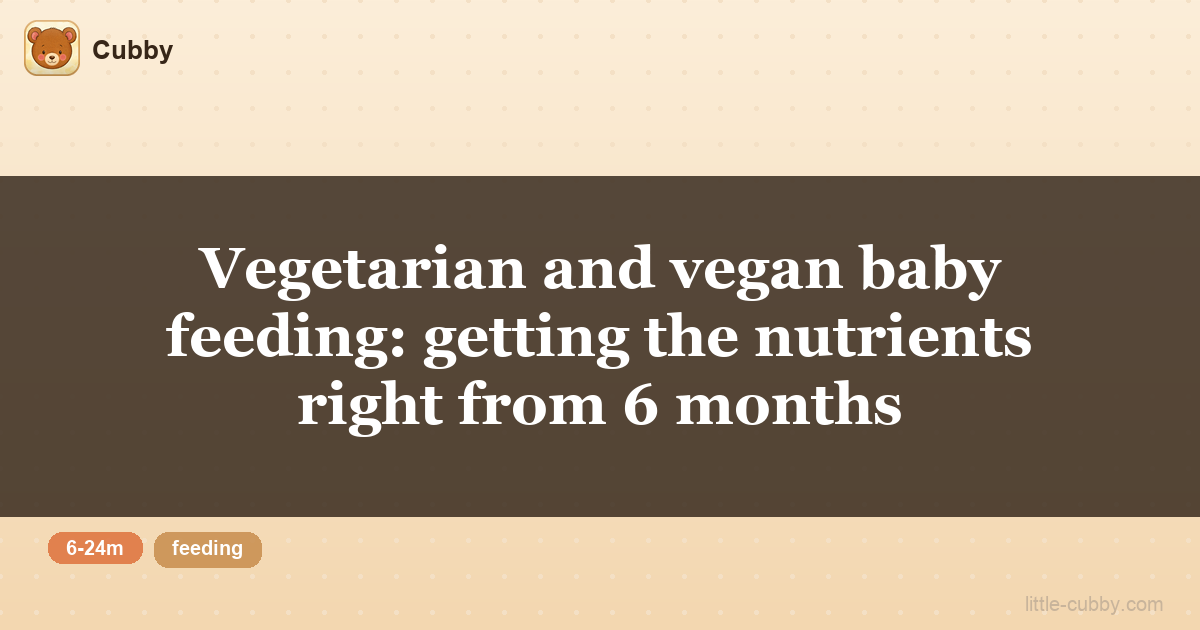 Cubby
Vegetarian and vegan baby
feeding: getting the nutrients
right from 6 months
6-24m
feeding
little-cubby.com